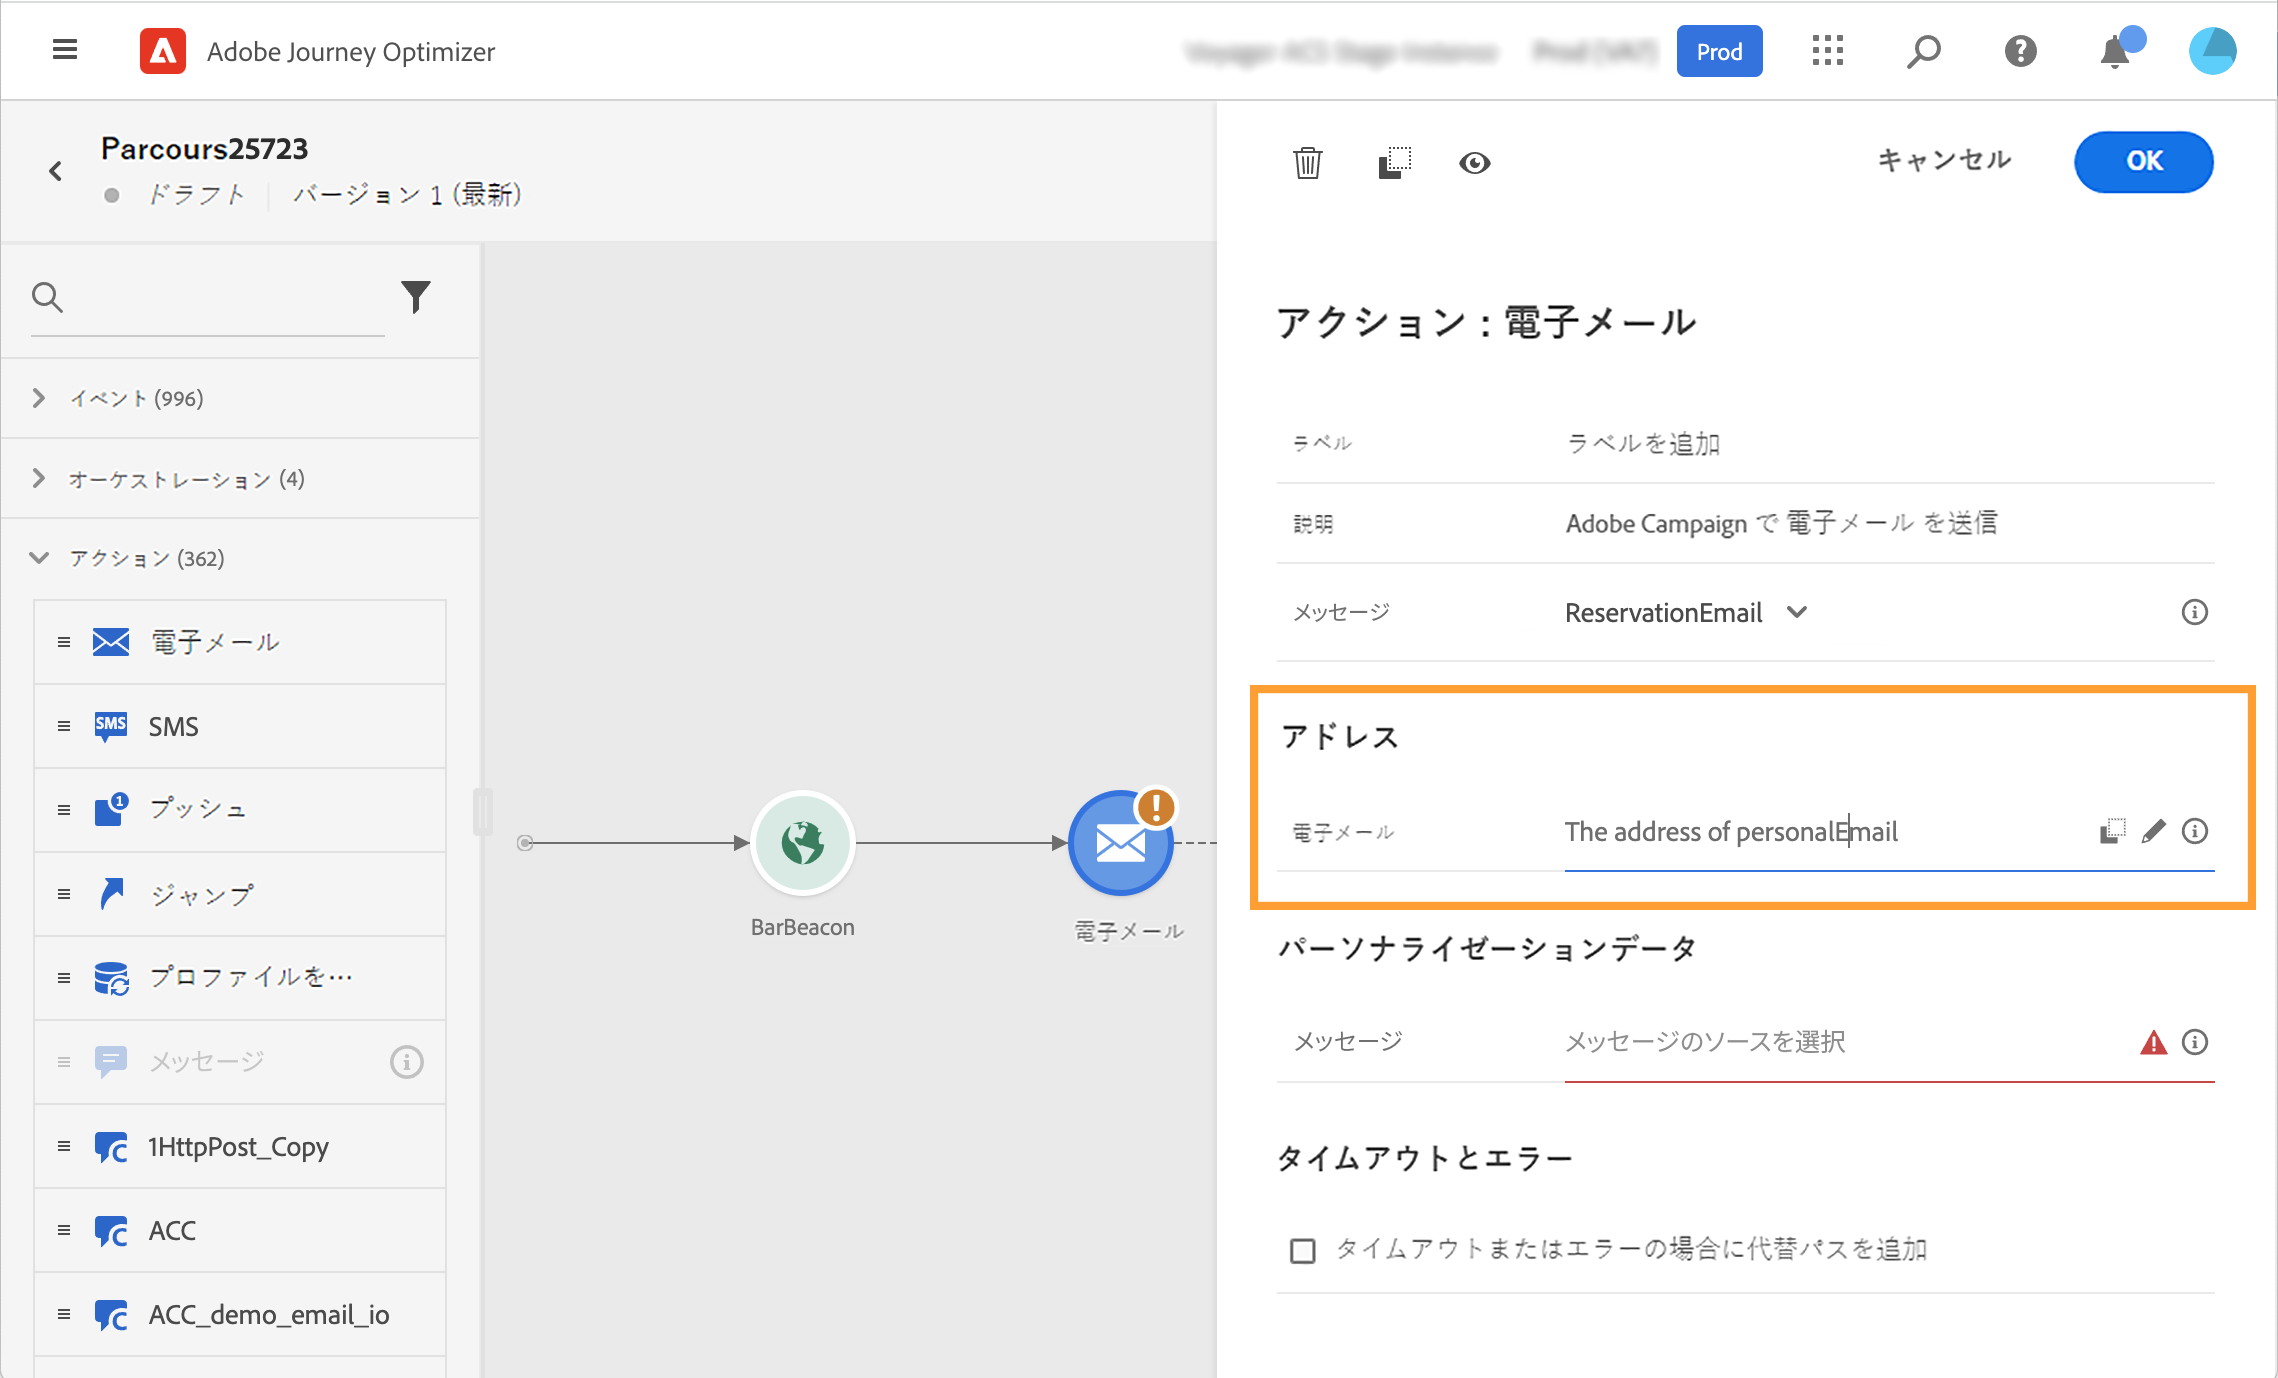 Adobe Journey Optimizer
Prod
Parcours25723
ドラフト
バージョン 1 (最新)
キャンセル
OK
イベント (996)
オーケストレーション (4)
アクション (362)
電子メール
SMS
SMS
1
プッシュ
ジャンプ
プロファイルを…
メッセージ
1HttpPost_Copy
ACC
ACC_demo_email_io
BarBeacon
電子メール
アクション : 電子メール
ラベル
ラベルを追加
説明
Adobe Campaign で 電子メール を送信
メッセージ
ReservationEmail
アドレス
電子メール
The address of personalEmail
パーソナライゼーションデータ
メッセージ
メッセージのソースを選択
タイムアウトとエラー
タイムアウトまたはエラーの場合に代替パスを追加